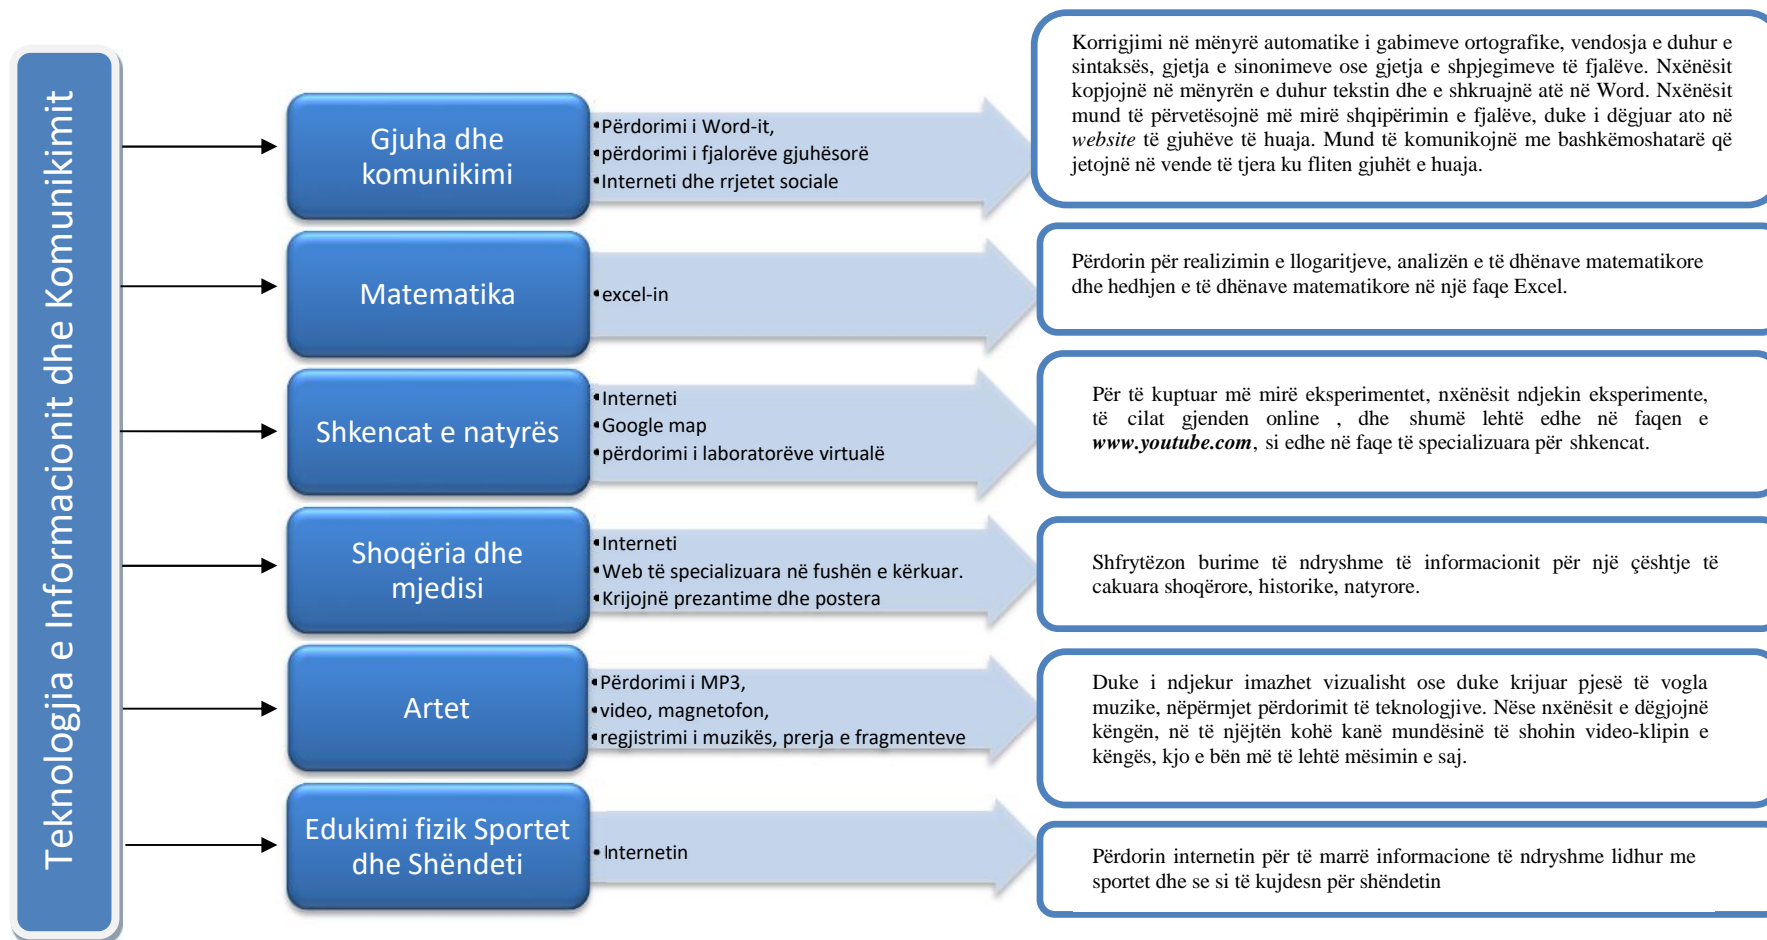 Teknologjia e Informacionit dhe Komunikimit
Gjuha dhe
komunikimi
•Përdorimi i Word-it,
•përdorimi i fjalorëve gjuhësorë
•Interneti dhe rrjetet sociale
Korrigjimi në mënyrë automatike i gabimeve ortografike, vendosja e duhur e
sintaksës, gjetja e sinonimeve ose gjetja e shpjegimeve të fjalëve. Nxënësit
kopjojnë në mënyrën e duhur tekstin dhe e shkruajnë atë në Word. Nxënësit
mund të përvetësojnë më mirë shqipërimin e fjalëve, duke i dëgjuar ato në
website të gjuhëve të huaja. Mund të komunikojnë me bashkëmoshatarë që
jetojnë në vende të tjera ku fliten gjuhët e huaja.
Matematika
•excel-in
Përdorin për realizimin e llogaritjeve, analizën e të dhënave matematikore
dhe hedhjen e të dhënave matematikore në një faqe Excel.
Shkencat e natyrës
•Interneti
•Google map
•përdorimi i laboratorëve virtualë
Për të kuptuar më mirë eksperimentet, nxënësit ndjekin eksperimente,
të cilat gjenden online , dhe shumë lehtë edhe në faqen e
www.youtube.com, si edhe në faqe të specializuara për shkencat.
Shoqëria dhe
mjedisi
•Interneti
•Web të specializuara në fushën e kërkuar.
•Krijojnë prezantime dhe postera
Shfrytëzon burime të ndryshme të informacionit për një çështje të
cakuara shoqërore, historike, natyrore.
Artet
•Përdorimi i MP3,
•video, magnetofon,
•regjistrimi i muzikës, prerja e fragmenteve
Duke i ndjekur imazhet vizualisht ose duke krijuar pjesë të vogla
muzike, nëpërmjet përdorimit të teknologjive. Nëse nxënësit e dëgjojnë
këngën, në të njëjtën kohë kanë mundësinë të shohin video-klipin e
këngës, kjo e bën më të lehtë mësimin e saj.
Edukimi fizik Sportet
dhe Shëndeti
•Internetin
Përdorin internetin për të marrë informacione të ndryshme lidhur me
sportet dhe se si të kujdesn për shëndetin